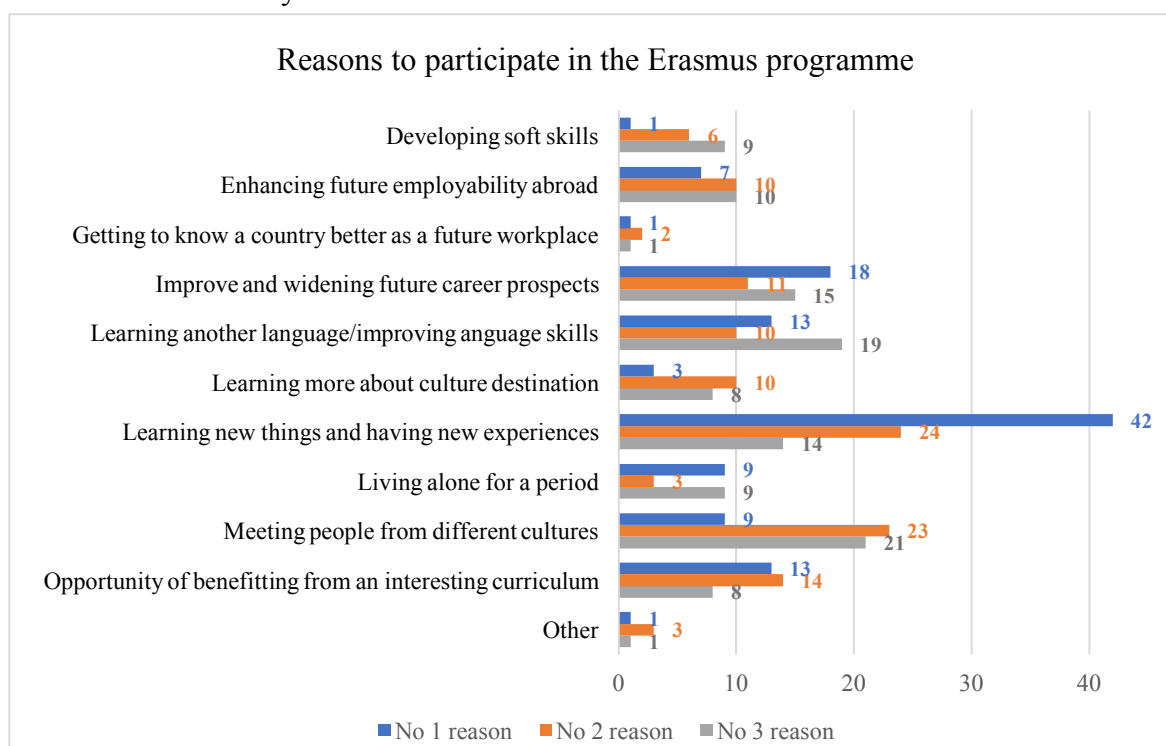 Reasons to participate in the Erasmus programme
Developing soft skills
1
6
9
Enhancing future employability abroad
7
10
10
Getting to know a country better as a future workplace
1
2
1
Improve and widening future career prospects
18
11
15
Learning another language/improving anguage skills
13
10
19
Learning more about culture destination
3
10
8
Learning new things and having new experiences
42
24
14
Living alone for a period
9
3
9
Meeting people from different cultures
9
23
21
Opportunity of benefitting from an interesting curriculum
13
14
8
Other
1
3
1
0 10 20 30 40
No 1 reason No 2 reason No 3 reason